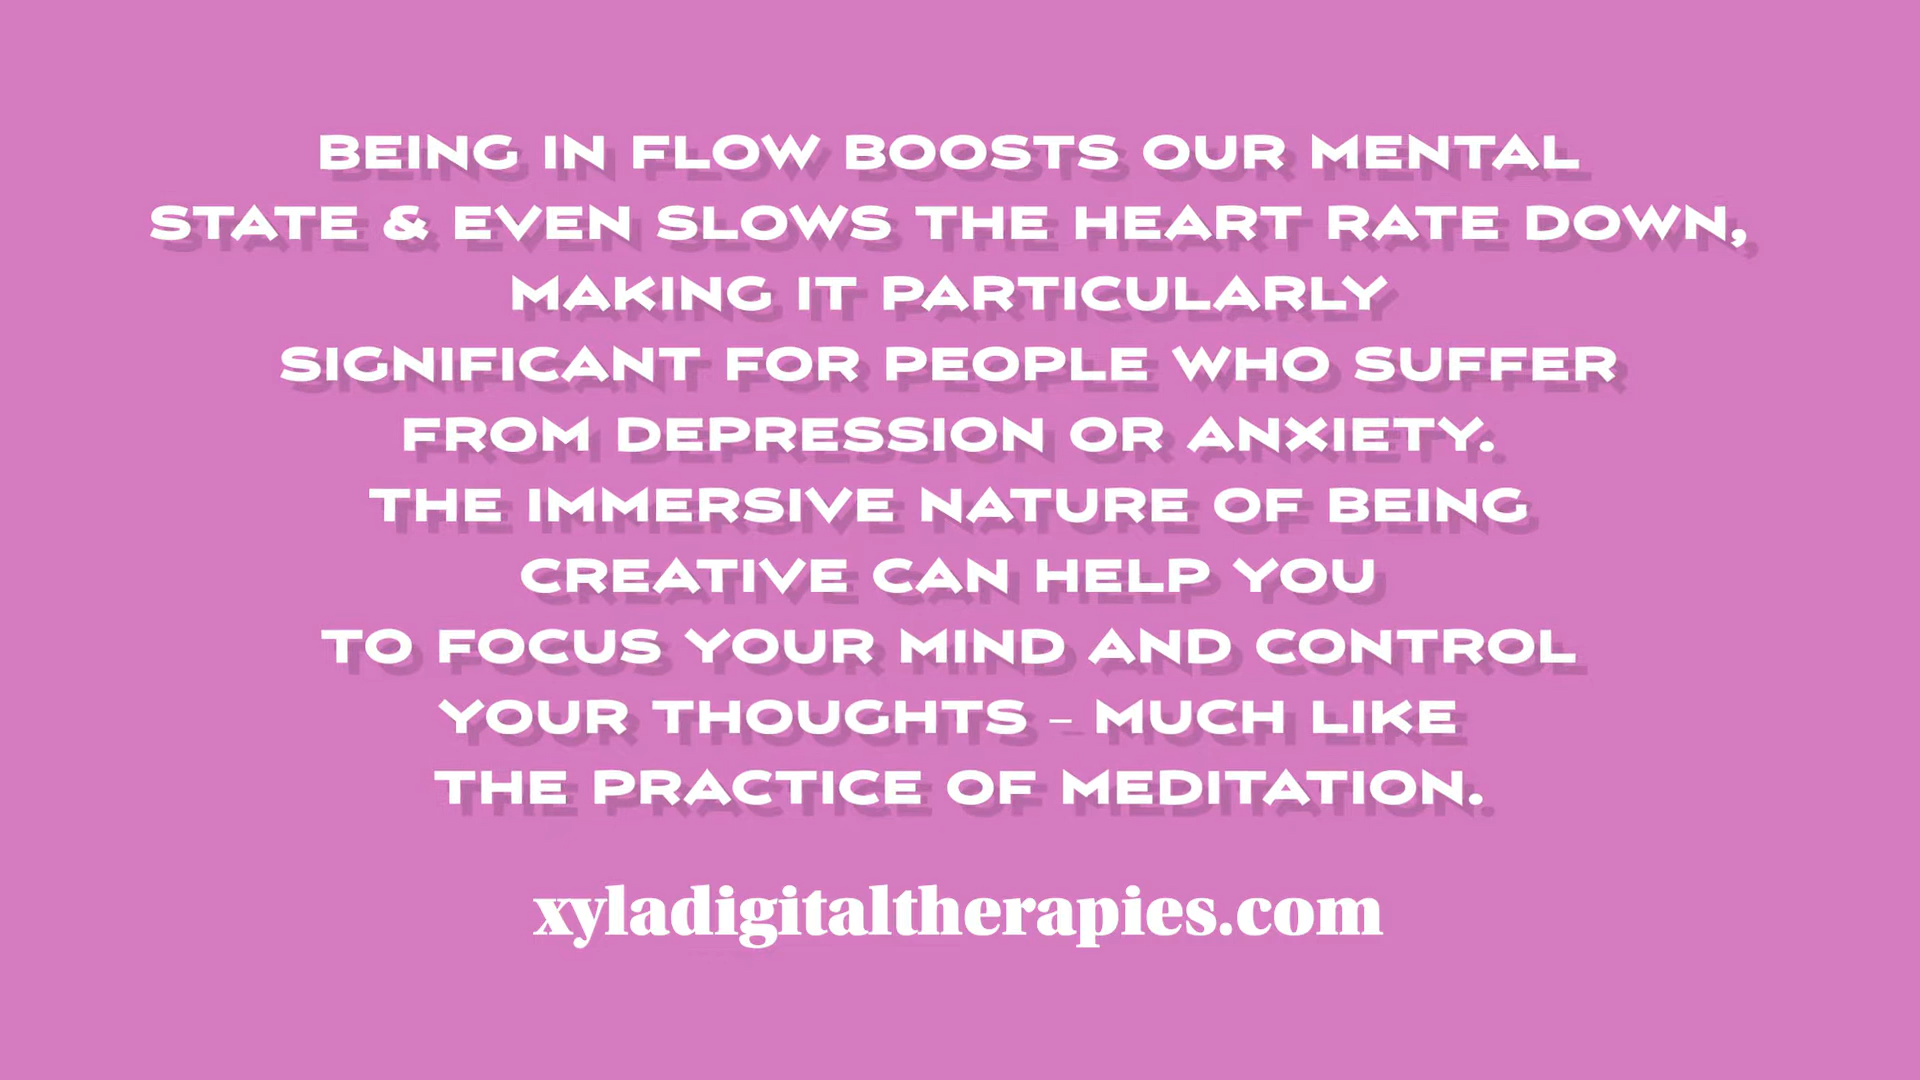 BEING IN FLOW BOOSTS OUR MENTAL
STATE & EVEN SLOWS THE HEART RATE DOWN,
MAKING IT PARTICULARLY
SIGNIFICANT FOR PEOPLE WHO SUFFER
FROM DEPRESSION OR ANXIETY.
THE IMMERSIVE NATURE OF BEING
CREATIVE CAN HELP YOU
TO FOCUS YOUR MIND AND CONTROL
YOUR THOUGHTS – MUCH LIKE
THE PRACTICE OF MEDITATION.
xyladigitaltherapies.com